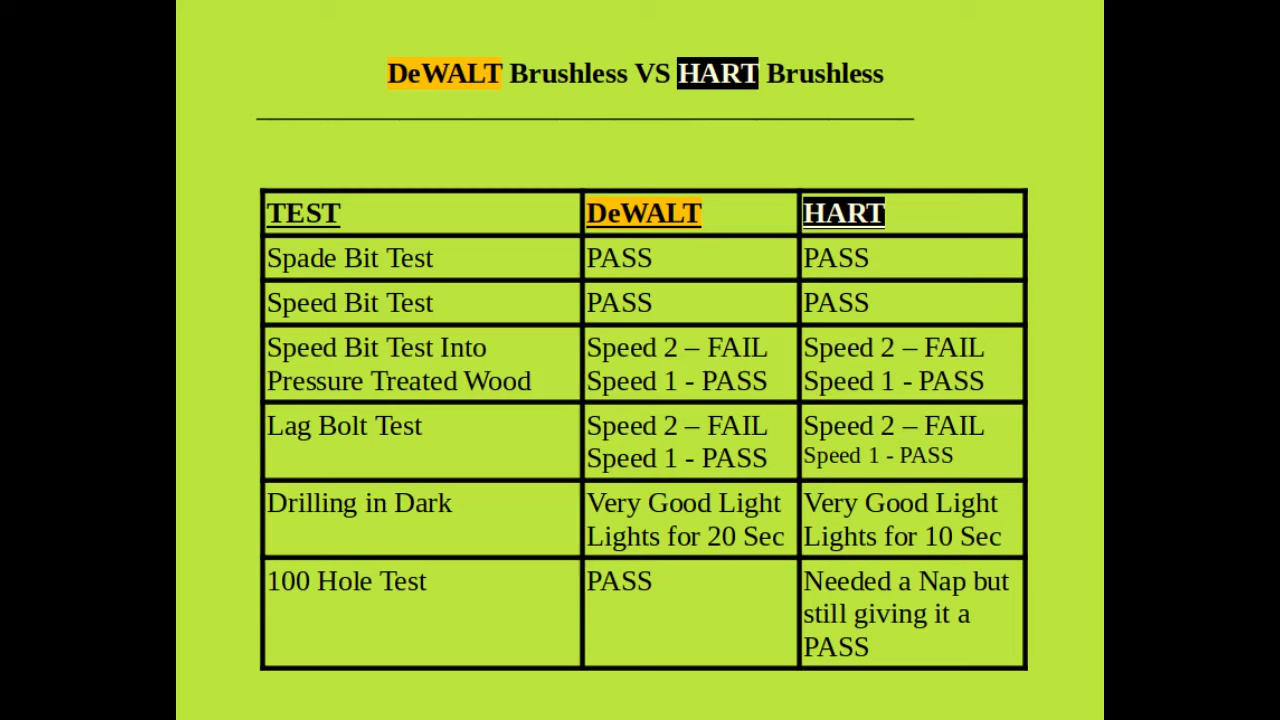 DeWALT Brushless VS HART Brushless
TEST DeWALT HART
Spade Bit Test PASS PASS
Speed Bit Test PASS PASS
Speed Bit Test Into Speed 2 – FAIL Speed 2 – FAIL
Pressure Treated Wood Speed 1 - PASS Speed 1 - PASS
Lag Bolt Test Speed 2 – FAIL Speed 2 – FAIL
Speed 1 - PASS Speed 1 - PASS
Drilling in Dark Very Good Light Very Good Light
Lights for 20 Sec Lights for 10 Sec
100 Hole Test PASS Needed a Nap but
still giving it a
PASS